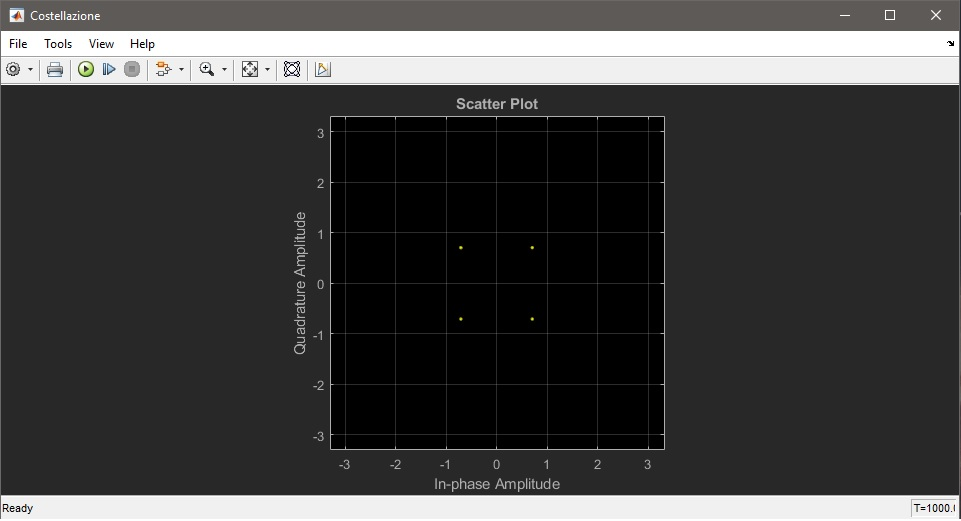 Costellazione
File Tools View Help
Scatter Plot
3
2
1
0
-1
-2
-3
Quadrature Amplitude
-3 -2 -1 0 1 2 3
In-phase Amplitude
Ready
T=1000.